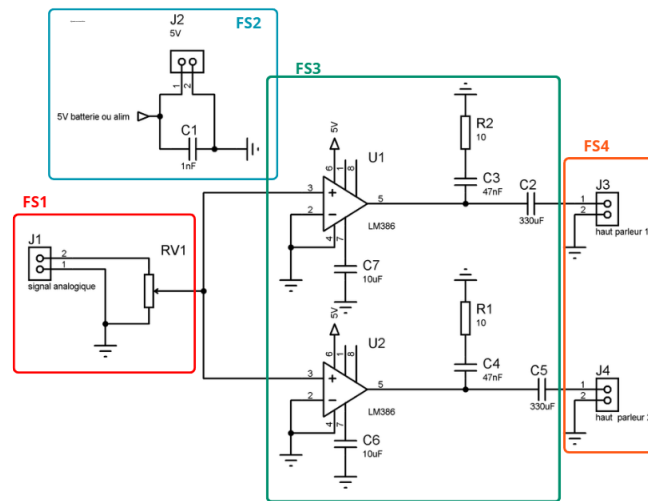 FS2
J2
5V
1
2
5V batterie ou alim
C1
1nF
FS3
5V
U1
6
1
8
3
2
5
4
7
LM386
C7
10uF
R2
10
C3
47nF
C2
330uF
FS4
J3
1
2
haut parleur 1
FS1
J1
2
1
signal analogique
RV1
5V
U2
6
1
8
3
2
5
4
7
LM386
C6
10uF
R1
10
C4
47nF
C5
330uF
J4
1
2
haut parleur